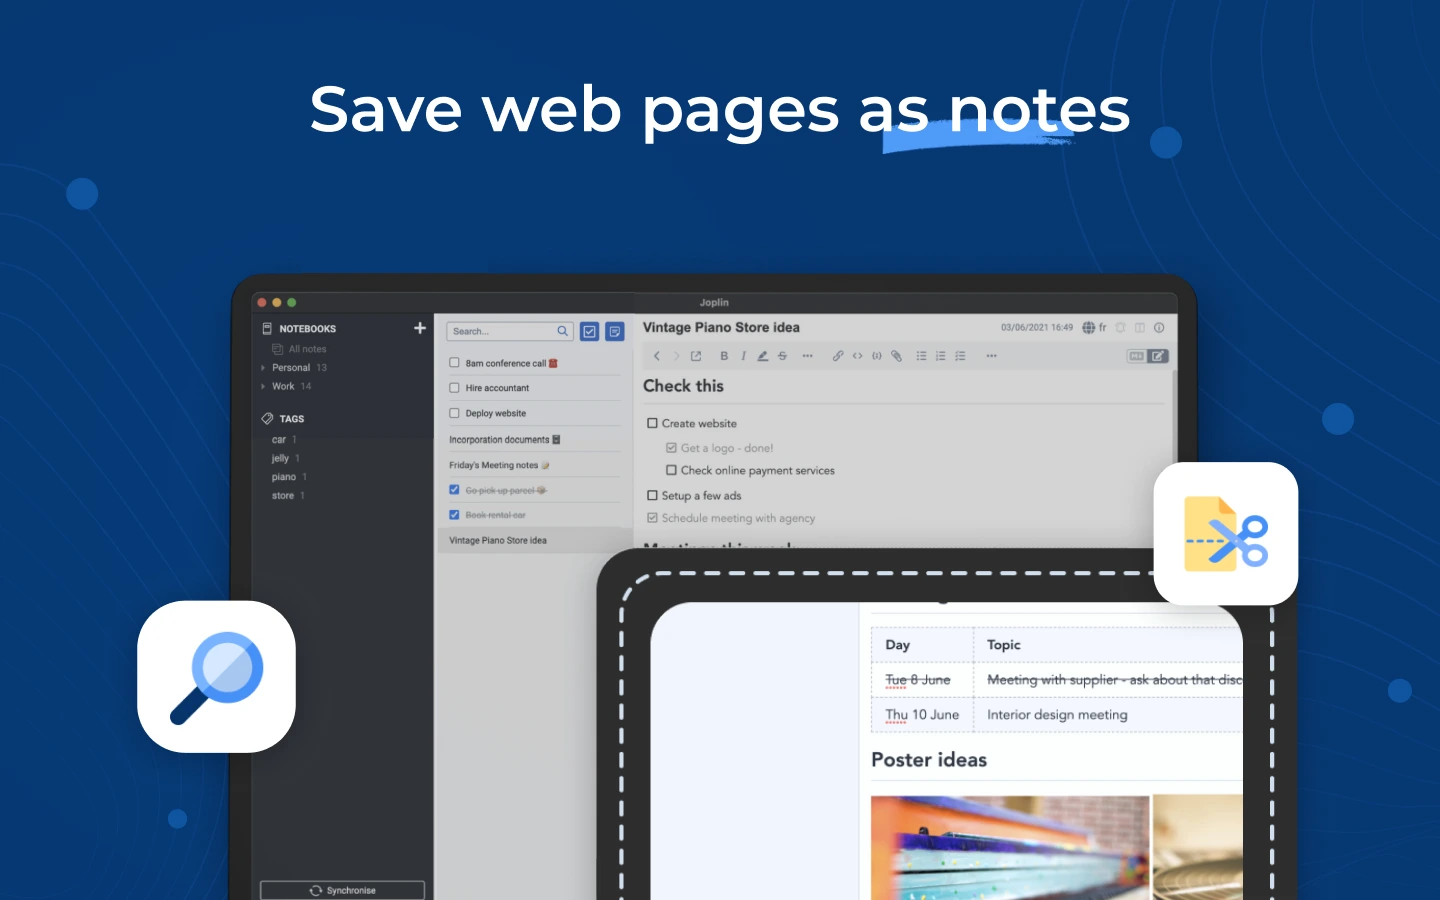 Save web pages as notes
Joplin
NOTEBOOKS
All notes
Personal 13
Work 14
TAGS
car 1
jelly 1
piano 1
store 1
Synchronise
Search...
8am conference call
Hire accountant
Deploy website
Incorporation documents
Friday's Meeting notes
Go pick up parcel
Book rental car
Vintage Piano Store idea
Vintage Piano Store idea
03/06/2021 16:49 fr
B I S
Check this
Create website
Get a logo - done!
Check online payment services
Setup a few ads
Schedule meeting with agency
Meetings this week
Day Topic
Tue 8 June Meeting with supplier - ask about that disc
Thu 10 June Interior design meeting
Poster ideas